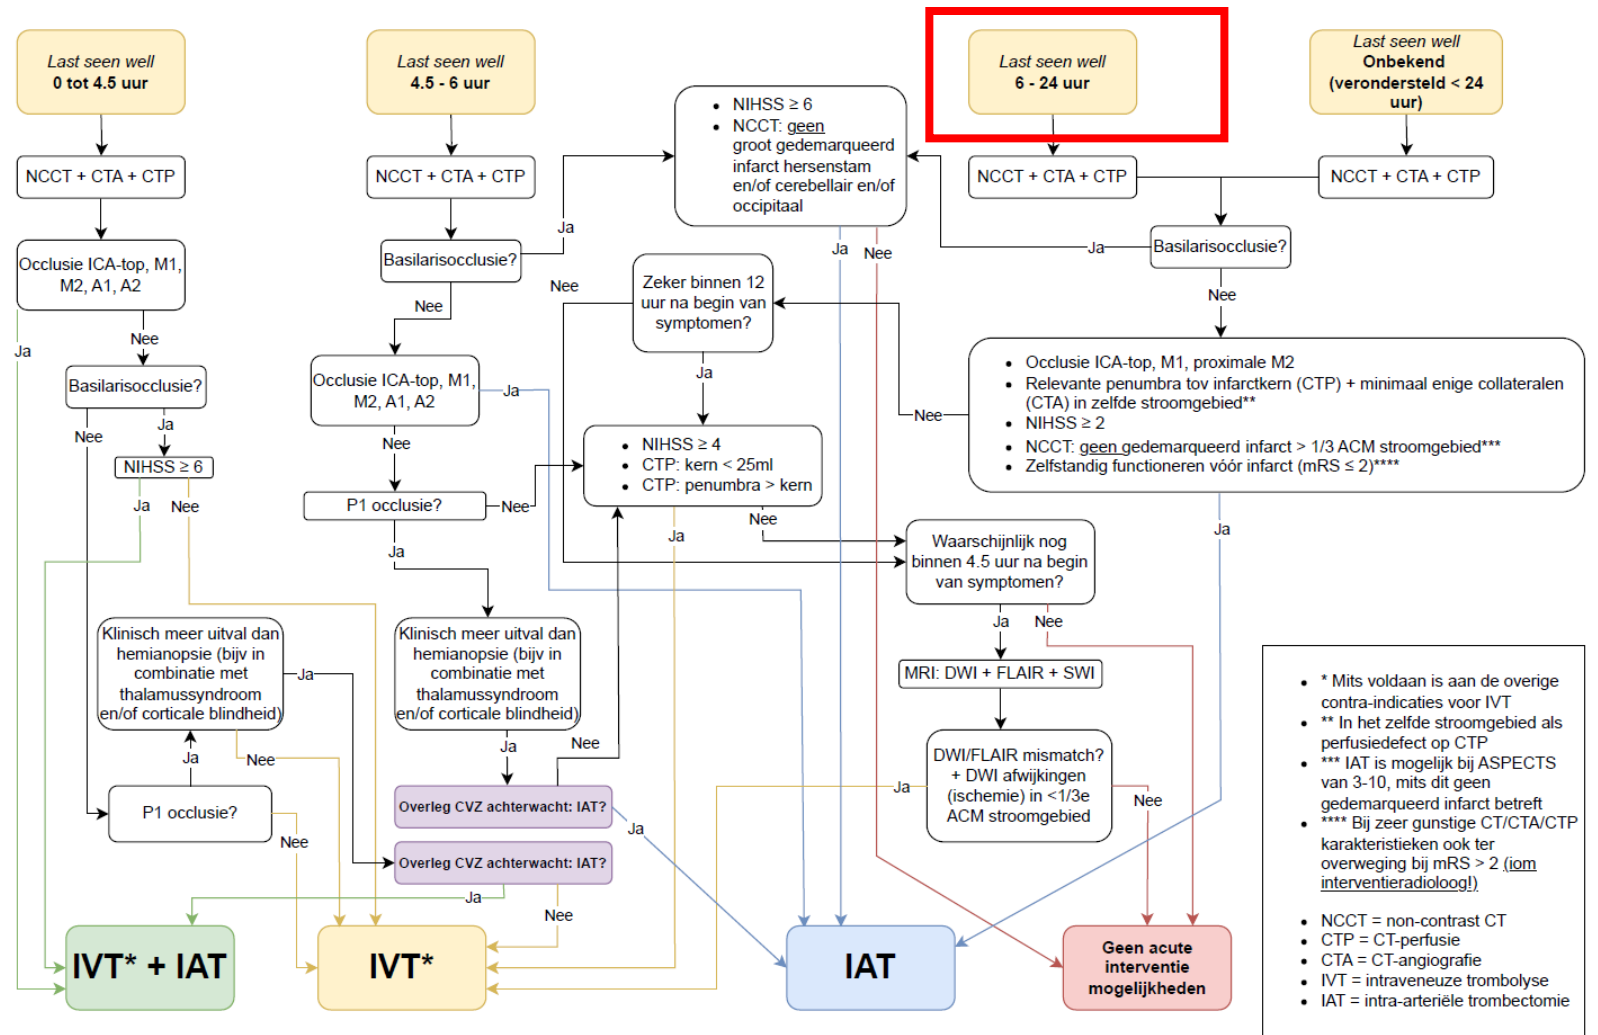 Last seen well
0 tot 4.5 uur
Last seen well
4.5 - 6 uur
Last seen well
6 - 24 uur
Last seen well
Onbekend
(verondersteld < 24
uur)
NCCT + CTA + CTP
NCCT + CTA + CTP
• NIHSS ≥ 6
• NCCT: geen
groot gedemarqueerd
infarct hersenstam
en/of cerebellair en/of
occipitaal
NCCT + CTA + CTP
NCCT + CTA + CTP
Occlusie ICA-top, M1,
M2, A1, A2
Basilarisocclusie?
Ja
Ja
Nee
Ja
Basilarisocclusie?
Nee
Nee
Zeker binnen 12
uur na begin van
symptomen?
Nee
Ja
Nee
Basilarisocclusie?
Ja
Nee
NIHSS ≥ 6
Ja
Nee
Occlusie ICA-top, M1,
M2, A1, A2
Ja
Nee
Ja
• Occlusie ICA-top, M1, proximale M2
• Relevante penumbra tov infarctkern (CTP) + minimaal enige collateralen
(CTA) in zelfde stroomgebied**
• NIHSS ≥ 2
• NCCT: geen gedemarqueerd infarct > 1/3 ACM stroomgebied***
• Zelfstandig functioneren vóór infarct (mRS ≤ 2)****
Nee
Ja
P1 occlusie?
Nee
Ja
• NIHSS ≥ 4
• CTP: kern < 25ml
• CTP: penumbra > kern
Ja
Nee
Waarschijnlijk nog
binnen 4.5 uur na begin
van symptomen?
Ja
Nee
Klinisch meer uitval dan
hemianopsie (bijv in
combinatie met
thalamussyndroom
en/of corticale blindheid)
Ja
Ja
Nee
Klinisch meer uitval dan
hemianopsie (bijv in
combinatie met
thalamussyndroom
en/of corticale blindheid)
Ja
Nee
MRI: DWI + FLAIR + SWI
DWI/FLAIR mismatch?
+ DWI afwijkingen
(ischemie) in <1/3e
ACM stroomgebied
Ja
Nee
P1 occlusie?
Nee
Overleg CVZ achterwacht: IAT?
Ja
Overleg CVZ achterwacht: IAT?
Ja
Nee
IVT* + IAT
IVT*
IAT
Geen acute
interventie
mogelijkheden
• * Mits voldaan is aan de overige
contra-indicaties voor IVT
• ** In het zelfde stroomgebied als
perfusiedefect op CTP
• *** IAT is mogelijk bij ASPECTS
van 3-10, mits dit geen
gedemarqueerd infarct betreft
• **** Bij zeer gunstige CT/CTA/CTP
karakteristieken ook ter
overweging bij mRS > 2 (iom
interventieradioloog!)
• NCCT = non-contrast CT
• CTP = CT-perfusie
• CTA = CT-angiografie
• IVT = intraveneuze trombolyse
• IAT = intra-arteriële trombectomie